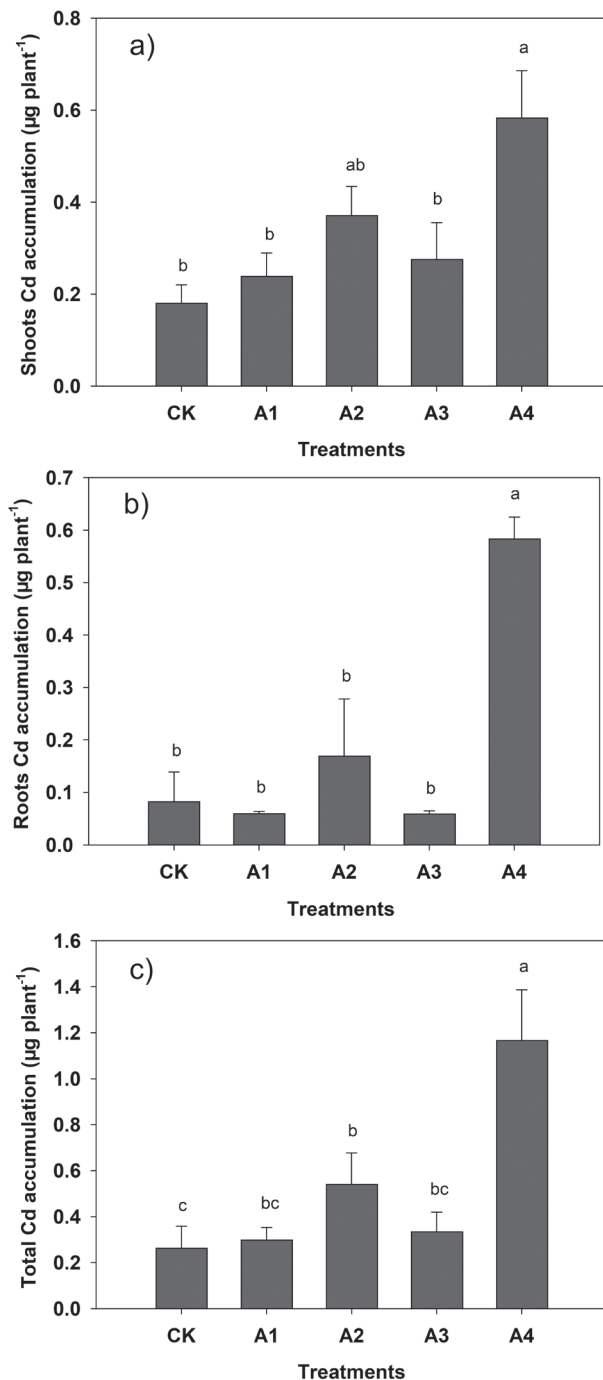 a)
Shoots Cd accumulation (µg plant⁻¹)
0.8
0.6
0.4
0.2
0.0
b
b
ab
b
a
CK A1 A2 A3 A4
Treatments
b)
Roots Cd accumulation (µg plant⁻¹)
0.7
0.6
0.5
0.4
0.3
0.2
0.1
0.0
b
b
b
b
a
CK A1 A2 A3 A4
Treatments
c)
Total Cd accumulation (µg plant⁻¹)
1.6
1.4
1.2
1.0
0.8
0.6
0.4
0.2
0.0
c
bc
b
bc
a
CK A1 A2 A3 A4
Treatments